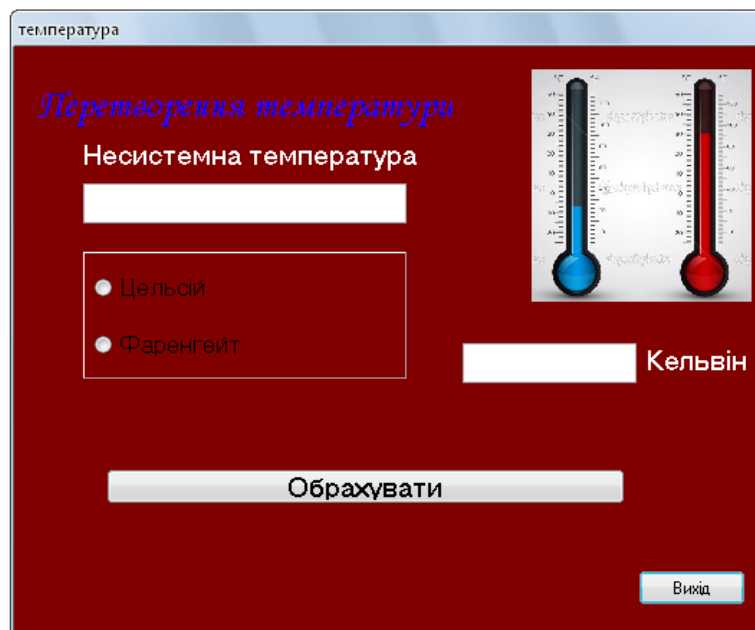 температура
Перетворення температури
Несистемна температура
Цельсій
Фаренгейт
Кельвін
Обрахувати
Вихід